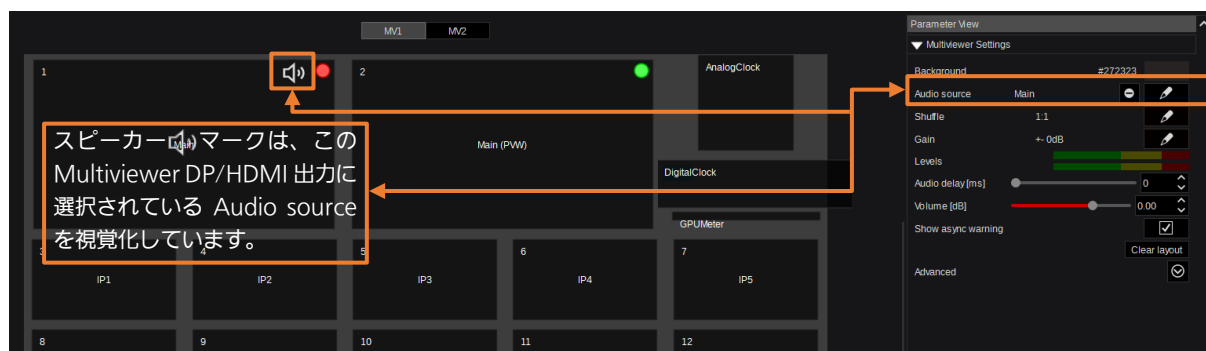 MV1 MV2
1
2
AnalogClock
スピーカーマークは、この
Multiviewer DP/HDMI 出力に
選択されている Audio source
を視覚化しています。
Main (PVW)
DigitalClock
GPUMeter
3
4
5
6
7
IP1
IP2
IP3
IP4
IP5
8
9
10
11
12
Parameter View
Multiviewer Settings
Background #272323
Audio source Main
Shuffle 1:1
Gain +- 0dB
Levels
Audio delay[ms] 0
Volume [dB] 0.00
Show async warning
Clear layout
Advanced